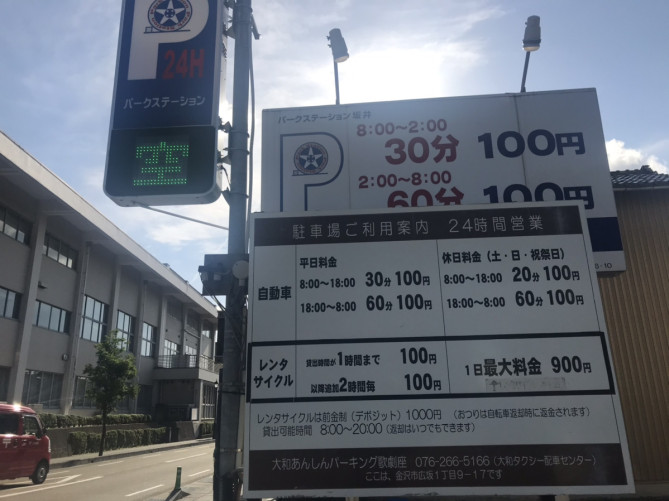 P
24H
パークステーション
空
パークステーション坂井
P
8:00〜2:00
30分 100円
2:00〜8:00
60分 100円
駐車場ご利用案内 24時間営業
自動車
平日料金
8:00〜18:00 30分 100円
18:00〜8:00 60分 100円
休日料金（土・日・祝祭日）
8:00〜18:00 20分 100円
18:00〜8:00 60分 100円
レンタサイクル
貸出時間が1時間まで 100円
以降追加2時間毎 100円
1日最大料金 900円
レンタサイクルは前金制（デポジット）1000円 （おつりは自転車返却時に返金されます）
貸出可能時間 8:00〜20:00（返却はいつでもできます）
大和あんしんパーキング歌劇座 076-266-5166（大和タクシー配車センター）
ここは、金沢市広坂1丁目9－17です